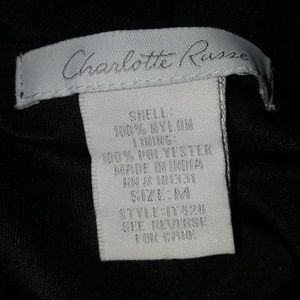 Charlotte Russe
SHELL:
100% NYLON
LINING:
100% POLYESTER
MADE IN INDIA
SIZE: M
SEE REVERSE
FOR CARE